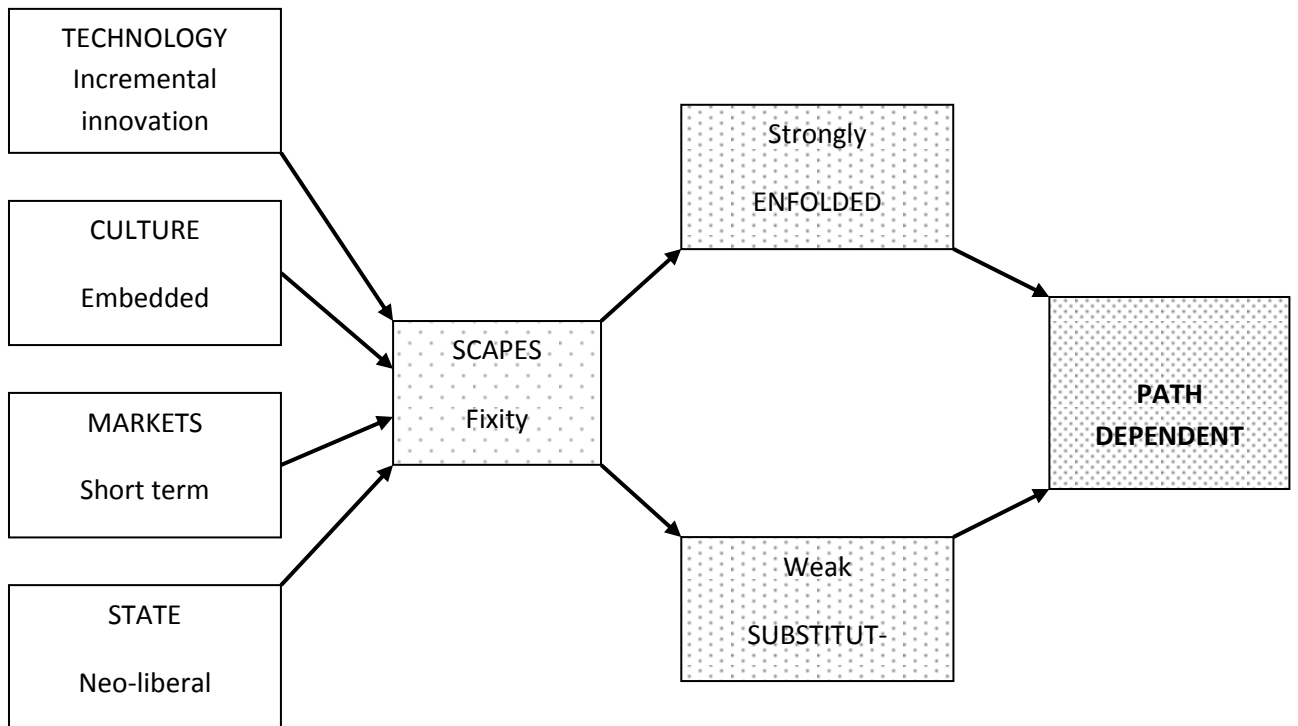 TECHNOLOGY
Incremental
innovation
CULTURE
Embedded
MARKETS
Short term
STATE
Neo-liberal
SCAPES
Fixity
Strongly
ENFOLDED
Weak
SUBSTITUT-
PATH
DEPENDENT